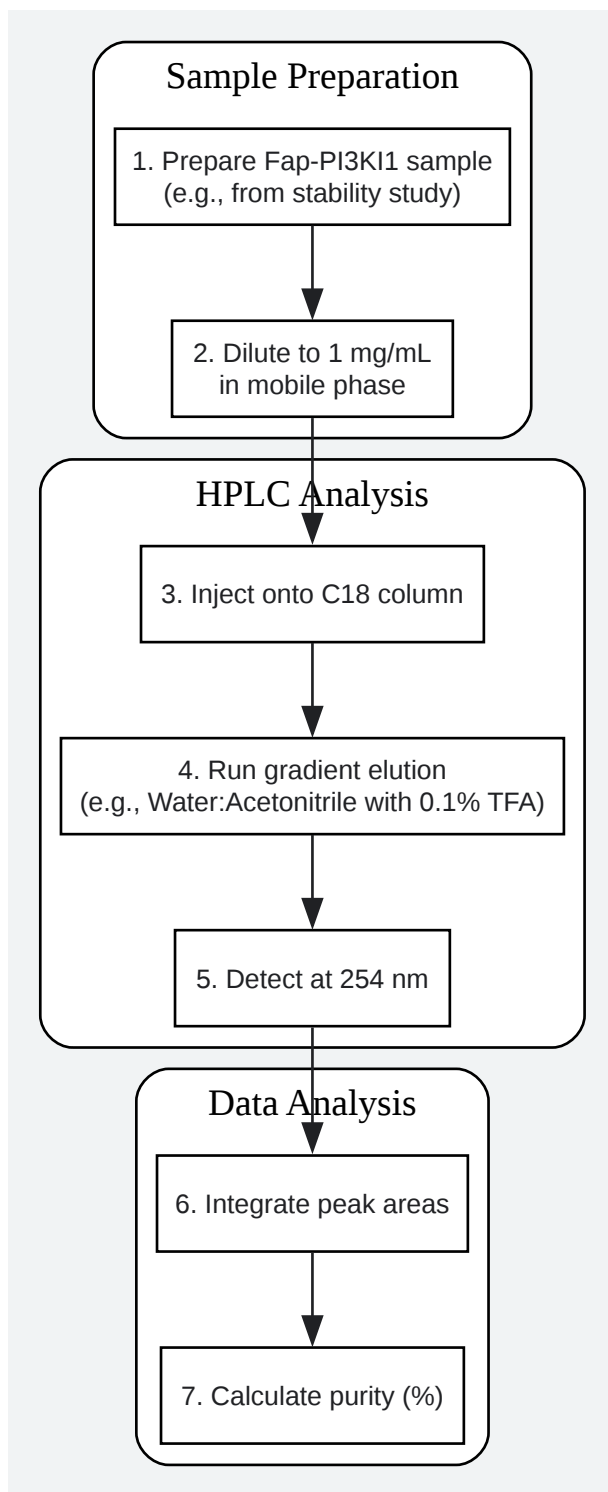 Sample Preparation
1. Prepare Fap-PI3KI1 sample
(e.g., from stability study)
2. Dilute to 1 mg/mL
in mobile phase
HPLC Analysis
3. Inject onto C18 column
4. Run gradient elution
(e.g., Water:Acetonitrile with 0.1% TFA)
5. Detect at 254 nm
Data Analysis
6. Integrate peak areas
7. Calculate purity (%)